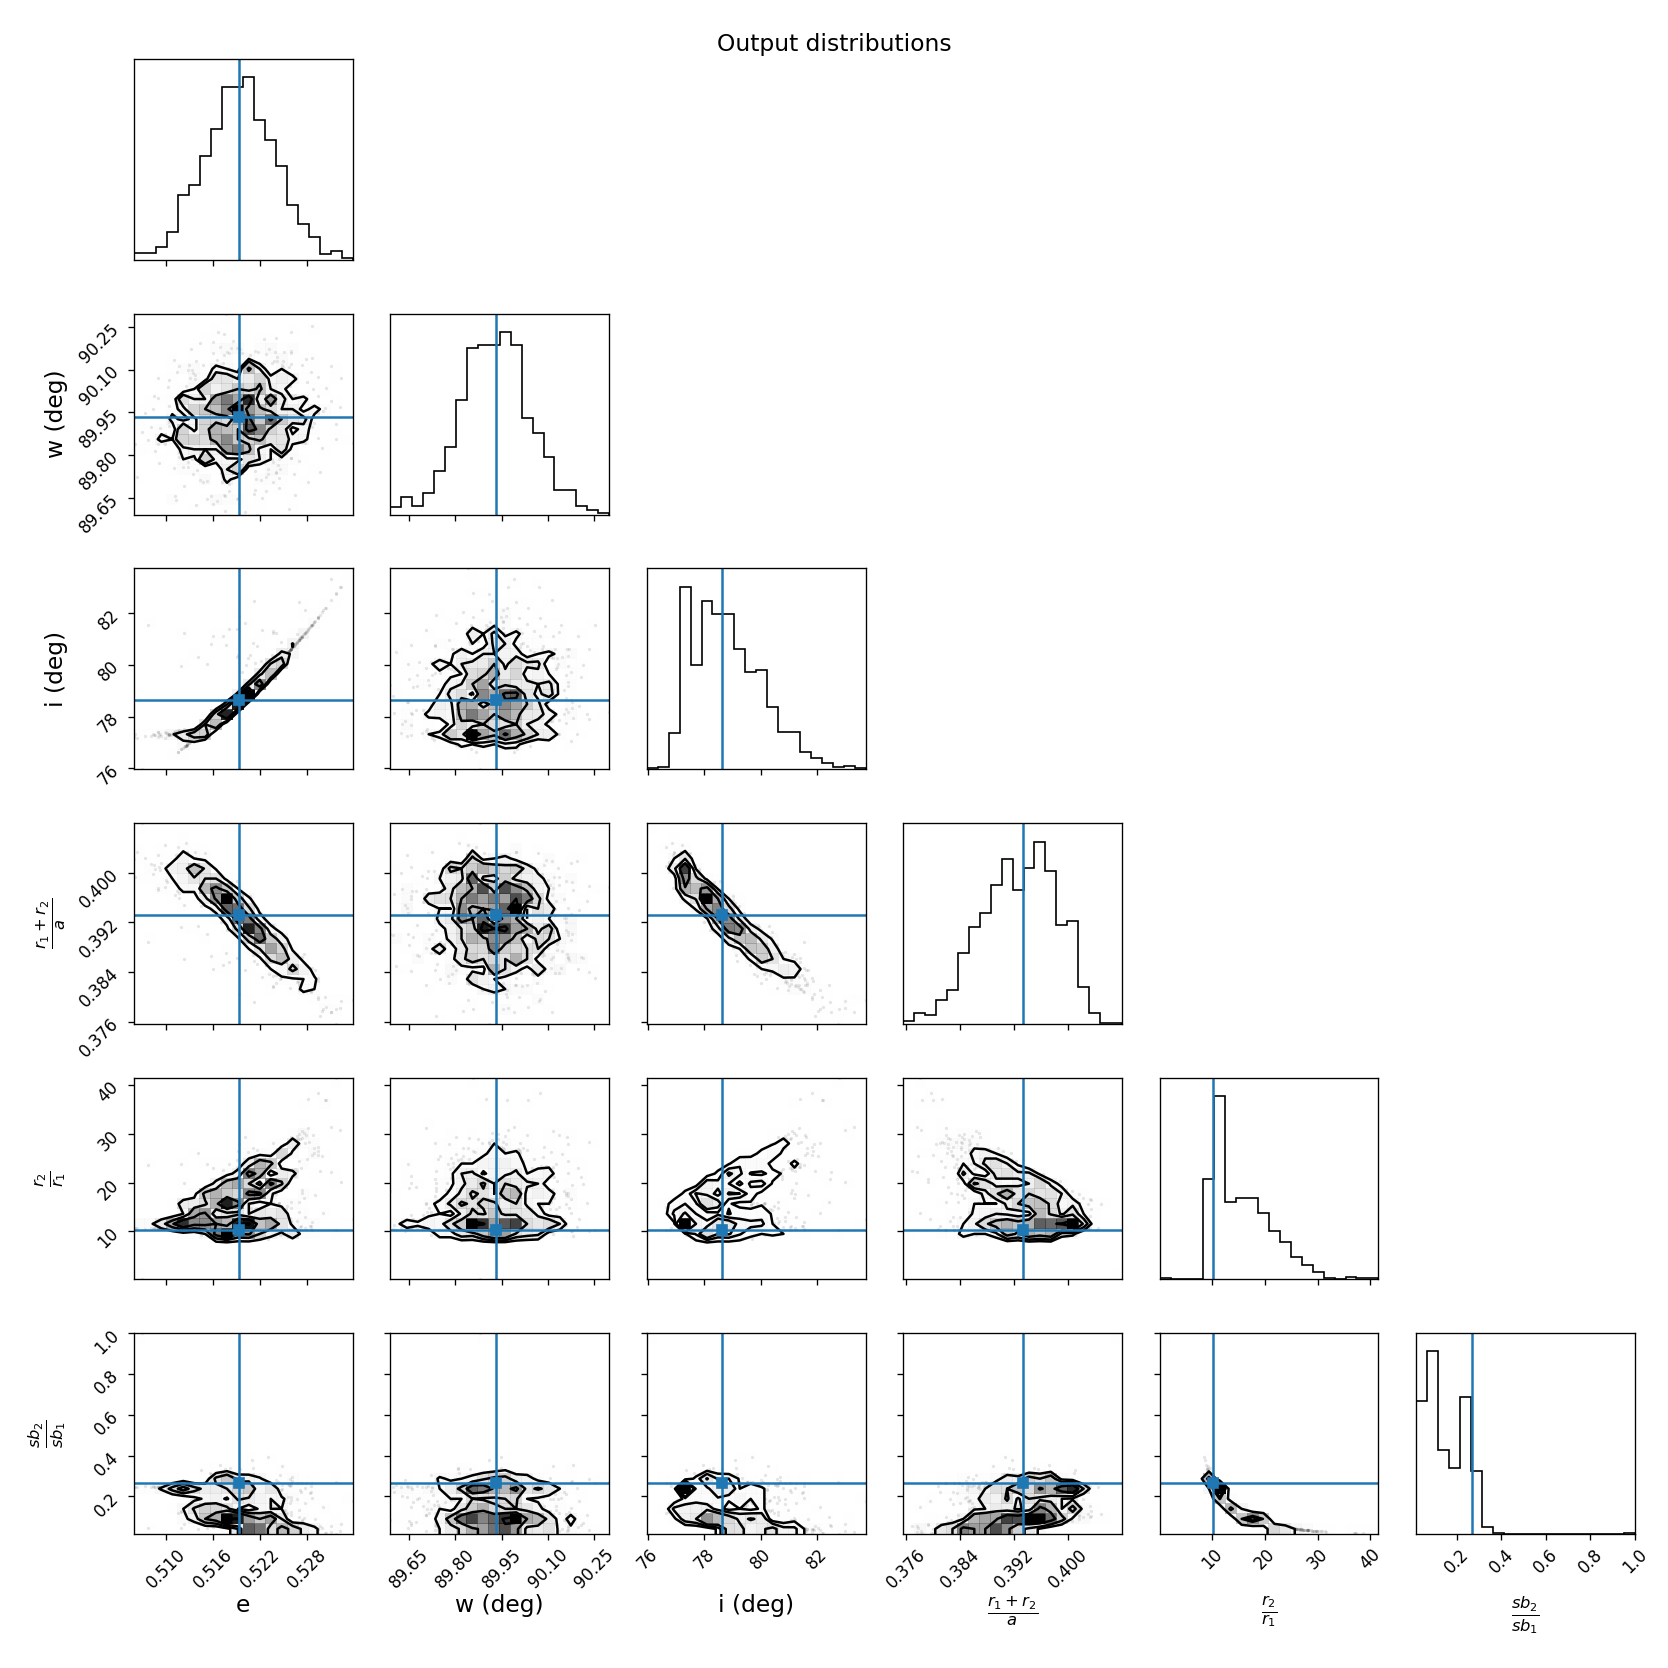 Output distributions
w (deg)
90.25
90.10
89.95
89.80
89.65
i (deg)
82
80
78
76
r1 + r2
a
0.400
0.392
0.384
0.376
r2
r1
40
30
20
10
sb2
sb1
1.0
0.8
0.6
0.4
0.2
0.510 0.516 0.522 0.528
89.65 89.80 89.95 90.10 90.25
76 78 80 82
0.376 0.384 0.392 0.400
10 20 30 40
0.2 0.4 0.6 0.8 1.0
e
w (deg)
i (deg)
r1 + r2
a
r2
r1
sb2
sb1